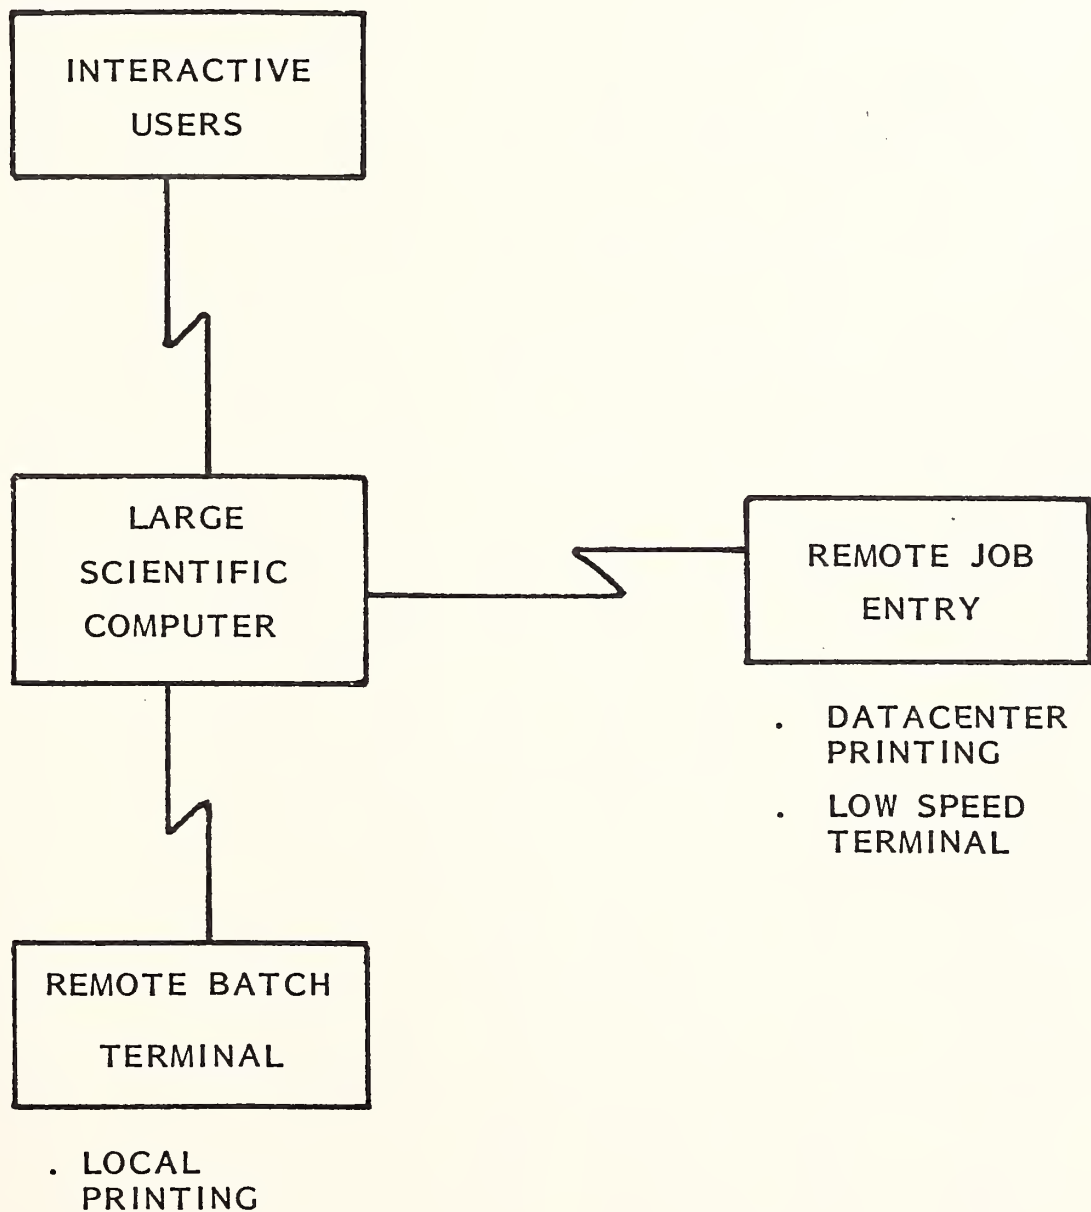 INTERACTIVE
USERS
LARGE
SCIENTIFIC
COMPUTER
REMOTE JOB
ENTRY
. DATACENTER
PRINTING
. LOW SPEED
TERMINAL
REMOTE BATCH
TERMINAL
. LOCAL
PRINTING